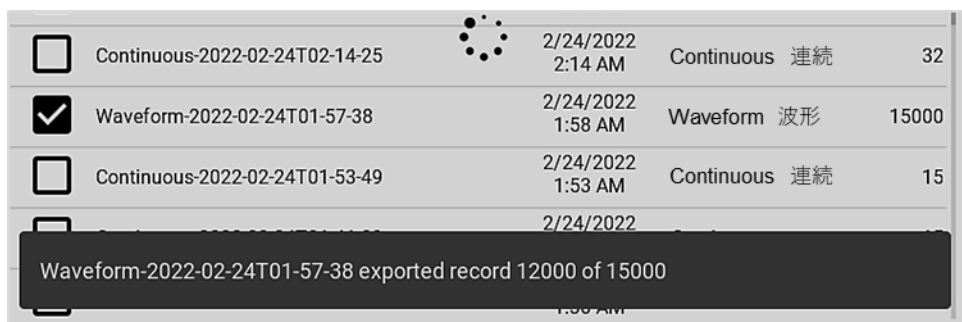 Continuous-2022-02-24T02-14-25 2/24/2022 2:14 AM Continuous 連続 32
Waveform-2022-02-24T01-57-38 2/24/2022 1:58 AM Waveform 波形 15000
Continuous-2022-02-24T01-53-49 2/24/2022 1:53 AM Continuous 連続 15
2/24/2022
Waveform-2022-02-24T01-57-38 exported record 12000 of 15000